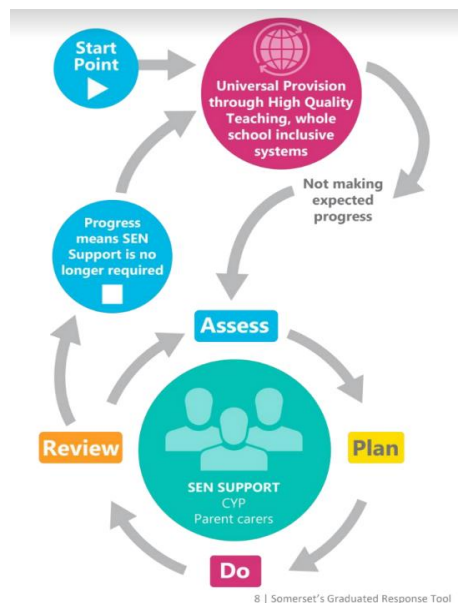 Start
Point
Universal Provision
through High Quality
Teaching, whole
school inclusive
systems
Not making
expected
progress
Progress
means SEN
Support is no
longer required
Assess
Review
Plan
SEN SUPPORT
CYP
Parent carers
Do
8 | Somerset's Graduated Response Tool